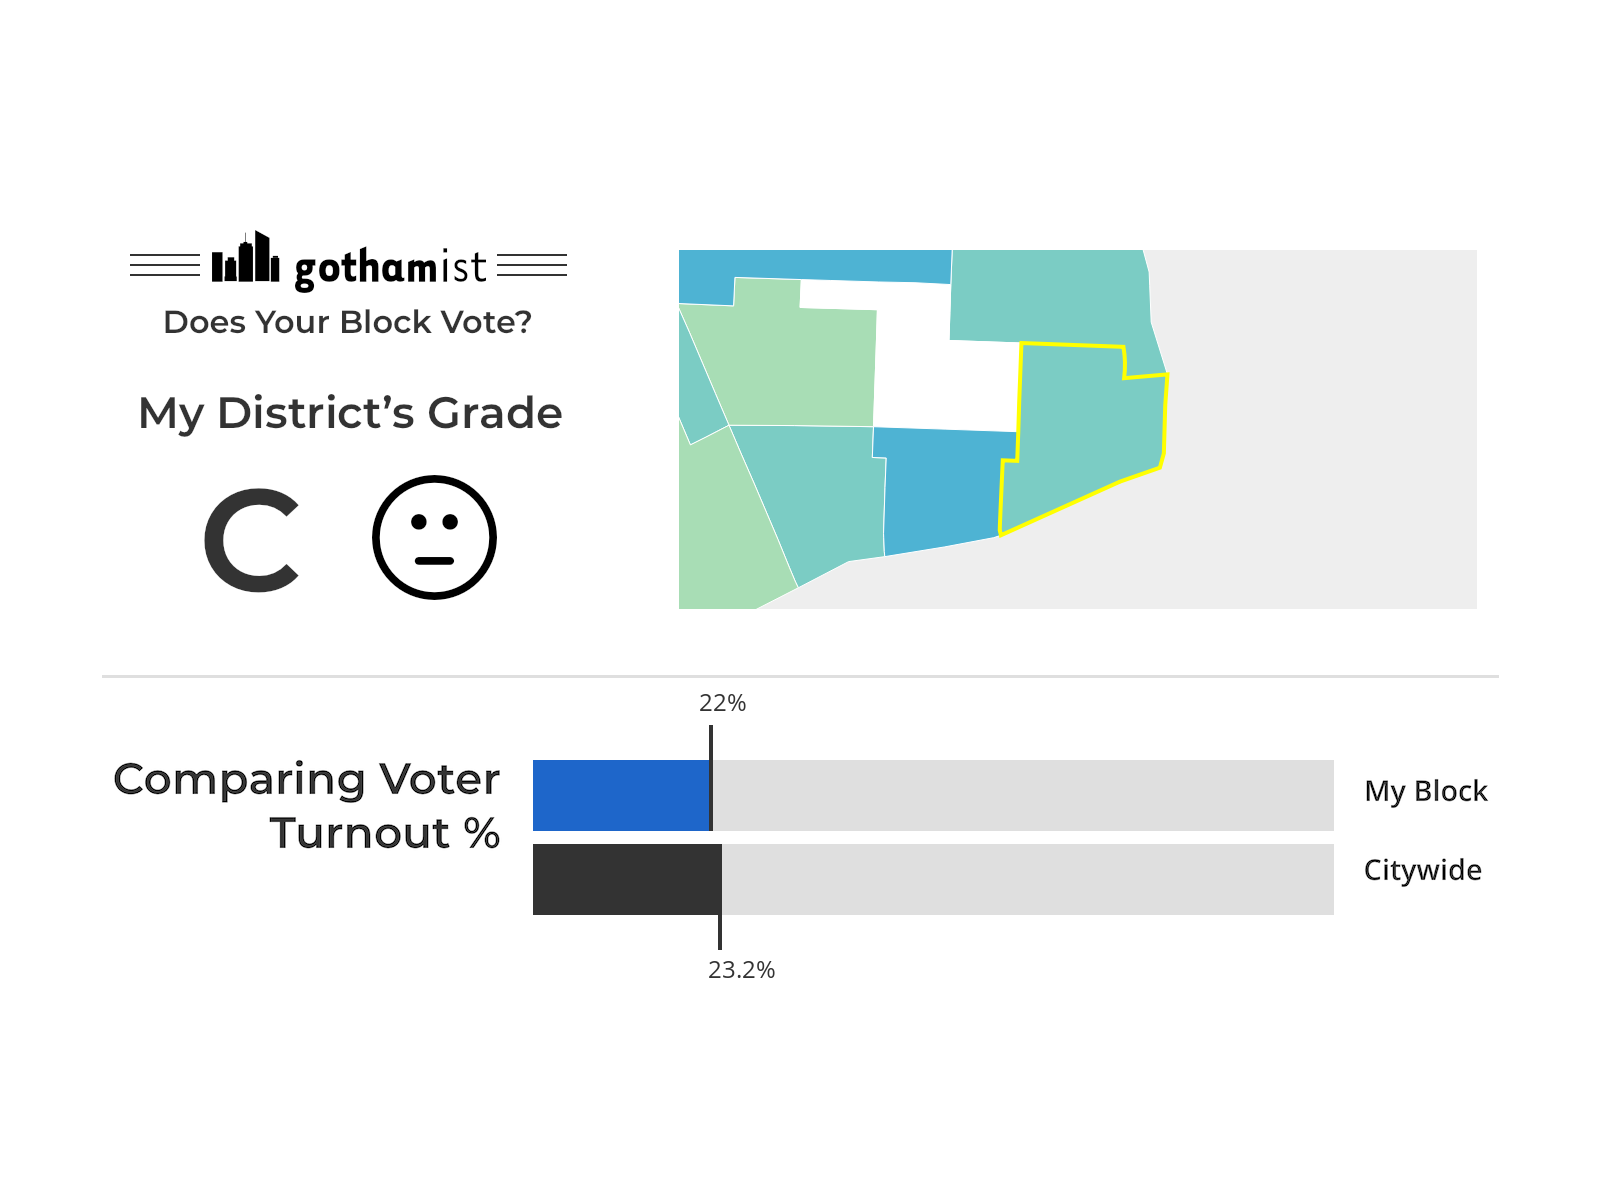 gothamist
Does Your Block Vote?
My District’s Grade
C
22%
Comparing Voter
Turnout %
My Block
Citywide
23.2%